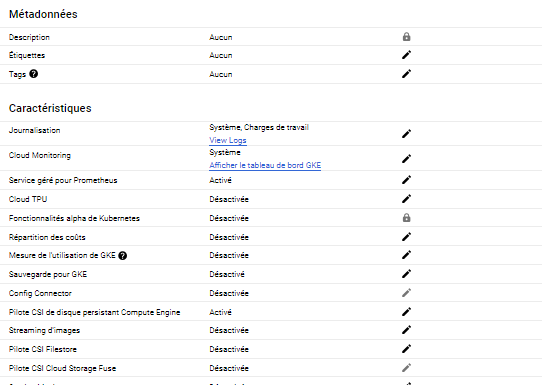 Métadonnées
Description Aucun
Étiquettes Aucun
Tags Aucun
Caractéristiques
Journalisation Système, Charges de travail
View Logs
Cloud Monitoring Système
Afficher le tableau de bord GKE
Service géré pour Prometheus Activé
Cloud TPU Désactivée
Fonctionnalités alpha de Kubernetes Désactivée
Répartition des coûts Désactivée
Mesure de l'utilisation de GKE Désactivée
Sauvegarde pour GKE Désactivé
Config Connector Désactivée
Pilote CSI de disque persistant Compute Engine Activé
Streaming d'images Désactivée
Pilote CSI Filestore Désactivée
Pilote CSI Cloud Storage Fuse Désactivée